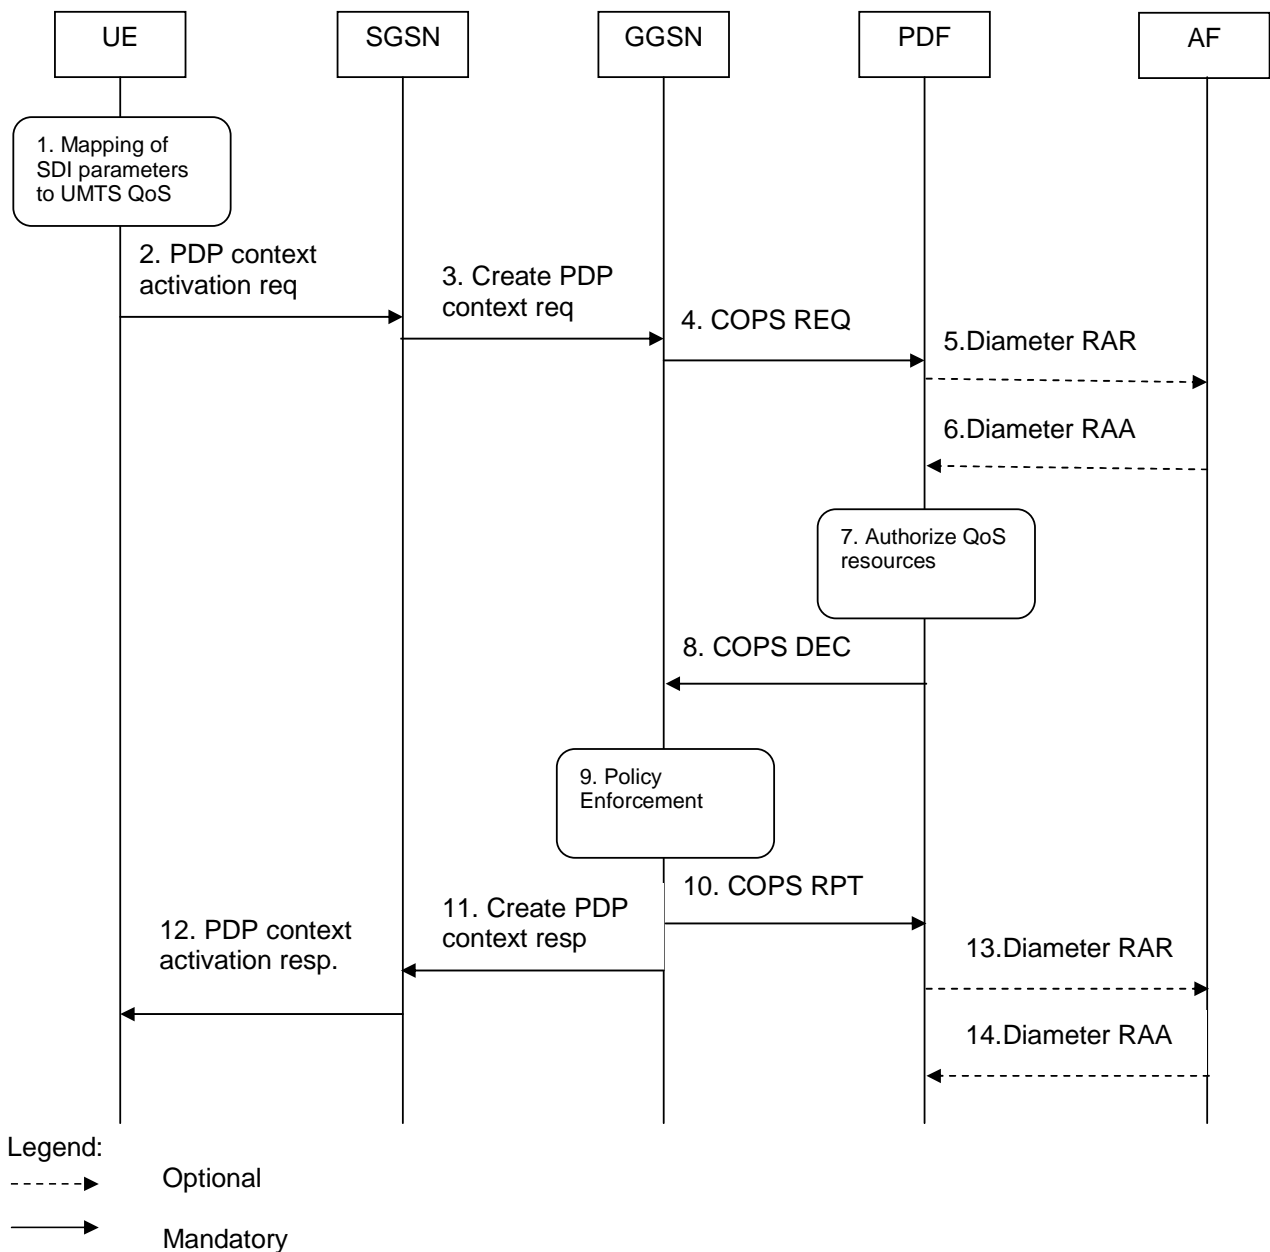 UE
SGSN
GGSN
PDF
AF
1. Mapping of
SDI parameters
to UMTS QoS
2. PDP context
activation req
3. Create PDP
context req
4. COPS REQ
5.Diameter RAR
6.Diameter RAA
7. Authorize QoS
resources
8. COPS DEC
9. Policy
Enforcement
10. COPS RPT
11. Create PDP
context resp
12. PDP context
activation resp.
13.Diameter RAR
14.Diameter RAA
Legend:
Optional
Mandatory